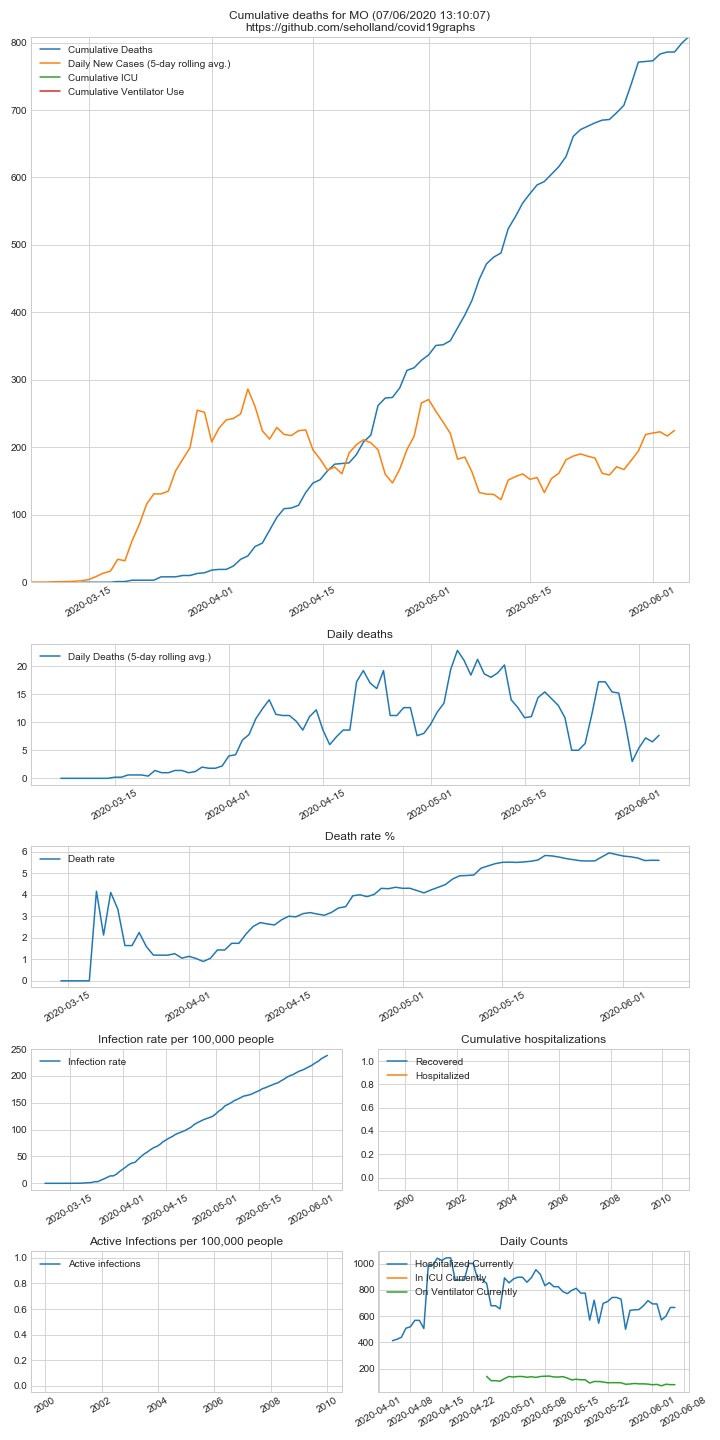 Cumulative deaths for MO (07/06/2020 13:10:07)
https://github.com/seholland/covid19graphs
Cumulative Deaths
Daily New Cases (5-day rolling avg.)
Cumulative ICU
Cumulative Ventilator Use
800
700
600
500
400
300
200
100
0
2020-03-15 2020-04-01 2020-04-15 2020-05-01 2020-05-15 2020-06-01
Daily deaths
Daily Deaths (5-day rolling avg.)
20
15
10
5
0
2020-03-15 2020-04-01 2020-04-15 2020-05-01 2020-05-15 2020-06-01
Death rate %
Death rate
6
5
4
3
2
1
0
2020-03-15 2020-04-01 2020-04-15 2020-05-01 2020-05-15 2020-06-01
Infection rate per 100,000 people
Infection rate
250
200
150
100
50
0
2020-03-15 2020-04-01 2020-04-15 2020-05-01 2020-05-15 2020-06-01
Cumulative hospitalizations
Recovered
Hospitalized
1.0
0.8
0.6
0.4
0.2
0.0
2000 2002 2004 2006 2008 2010
Active Infections per 100,000 people
Active infections
1.0
0.8
0.6
0.4
0.2
0.0
2000 2002 2004 2006 2008 2010
Daily Counts
Hospitalized Currently
In ICU Currently
On Ventilator Currently
1000
800
600
400
200
2020-04-01 2020-04-08 2020-04-15 2020-04-22 2020-05-01 2020-05-08 2020-05-15 2020-05-22 2020-06-01 2020-06-08